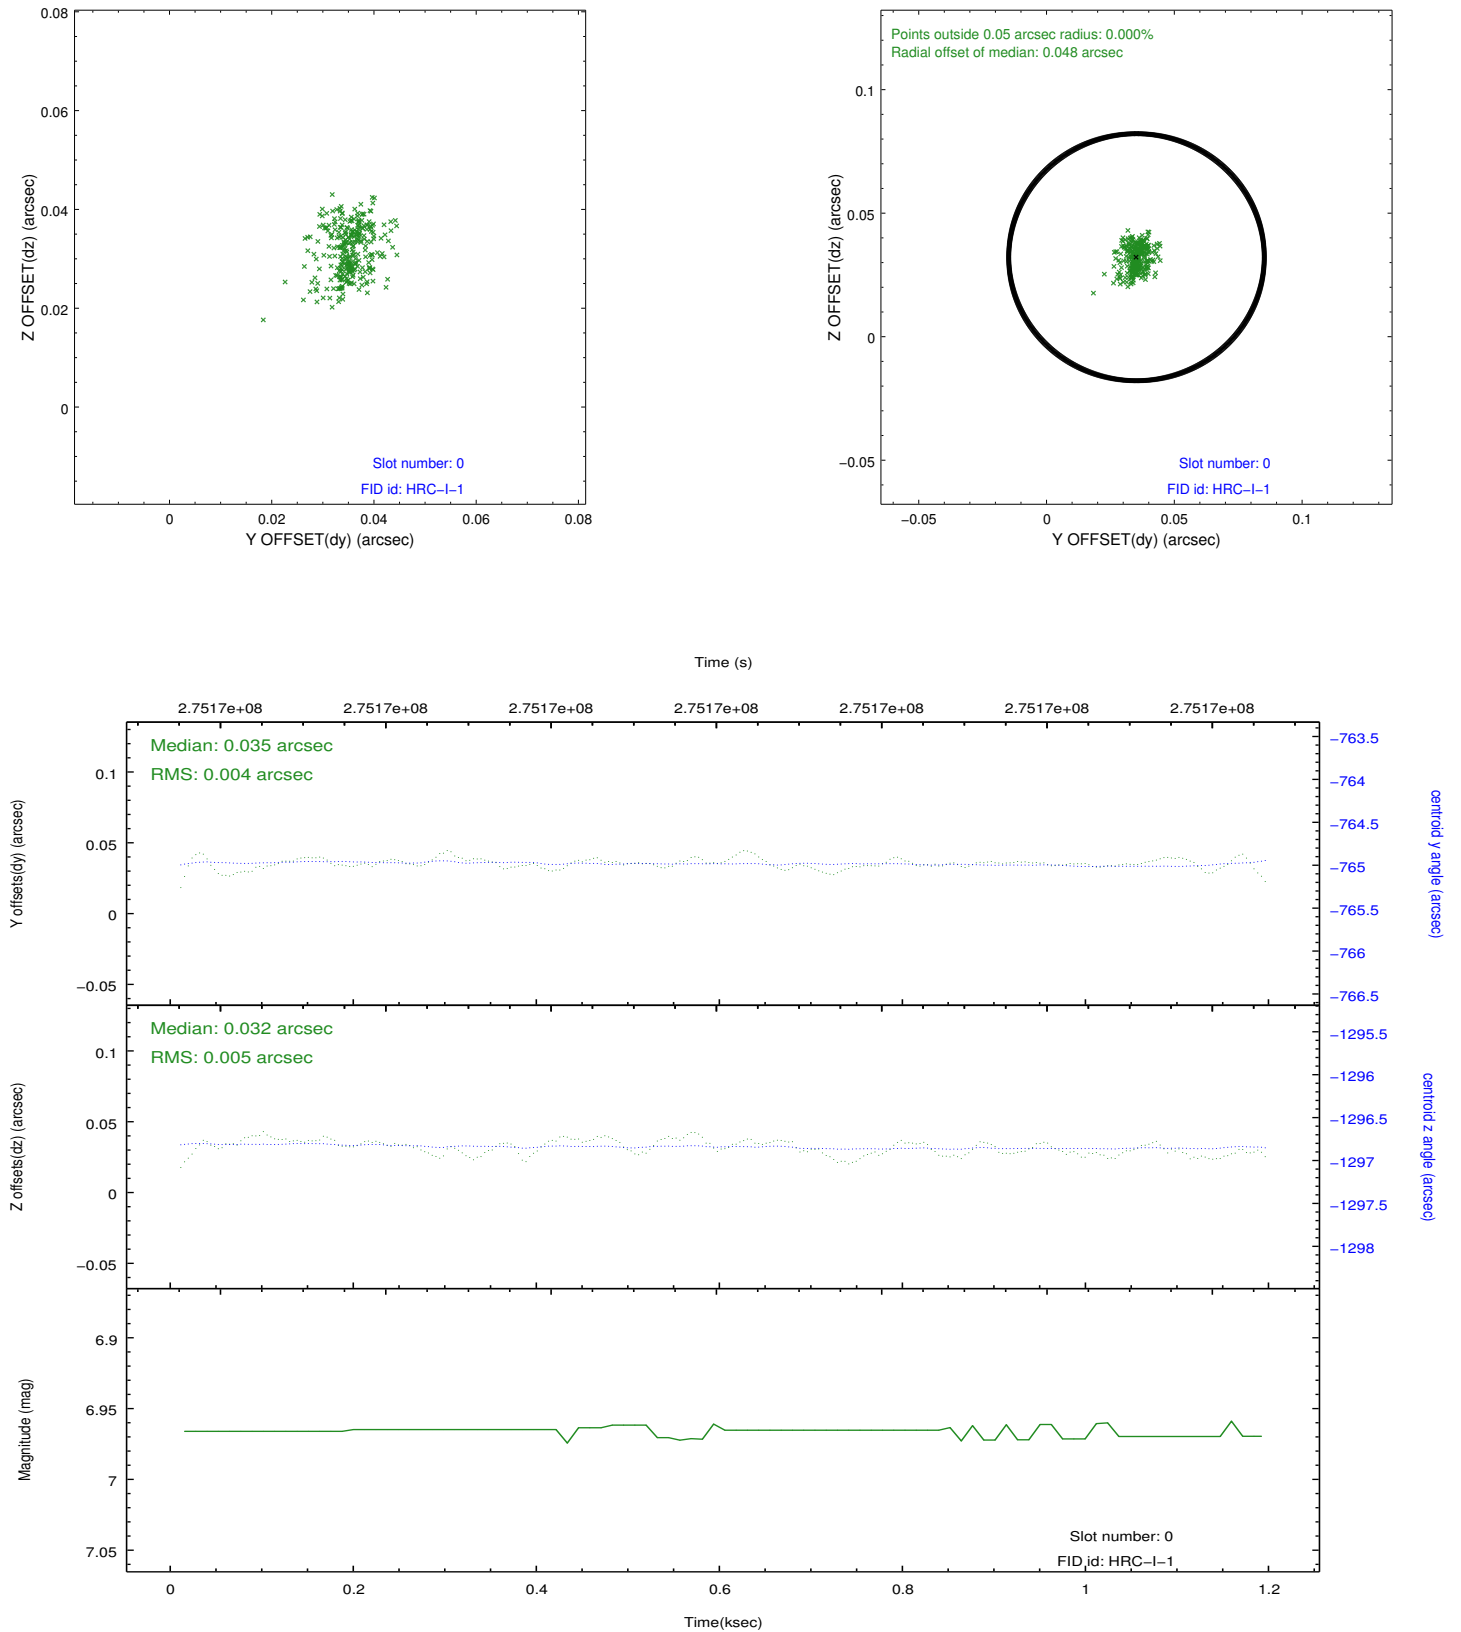 0.08
0.06
0.04
0.02
0
Z OFFSET(dz) (arcsec)
Slot number: 0
FID id: HRC−I−1
0 0.02 0.04 0.06 0.08
Y OFFSET(dy) (arcsec)
Points outside 0.05 arcsec radius: 0.000%
Radial offset of median: 0.048 arcsec
0.1
0.05
0
−0.05
Z OFFSET(dz) (arcsec)
Slot number: 0
FID id: HRC−I−1
−0.05 0 0.05 0.1
Y OFFSET(dy) (arcsec)
Time (s)
2.7517e+08 2.7517e+08 2.7517e+08 2.7517e+08 2.7517e+08 2.7517e+08 2.7517e+08
Median: 0.035 arcsec
RMS: 0.004 arcsec
0.1
0.05
0
−0.05
Y offsets(dy) (arcsec)
−763.5
−764
−764.5
−765
−765.5
−766
−766.5
centroid y angle (arcsec)
Median: 0.032 arcsec
RMS: 0.005 arcsec
0.1
0.05
0
−0.05
Z offsets(dz) (arcsec)
−1295.5
−1296
−1296.5
−1297
−1297.5
−1298
centroid z angle (arcsec)
6.9
6.95
7
7.05
Magnitude (mag)
Slot number: 0
FID id: HRC−I−1
0 0.2 0.4 0.6 0.8 1 1.2
Time(ksec)